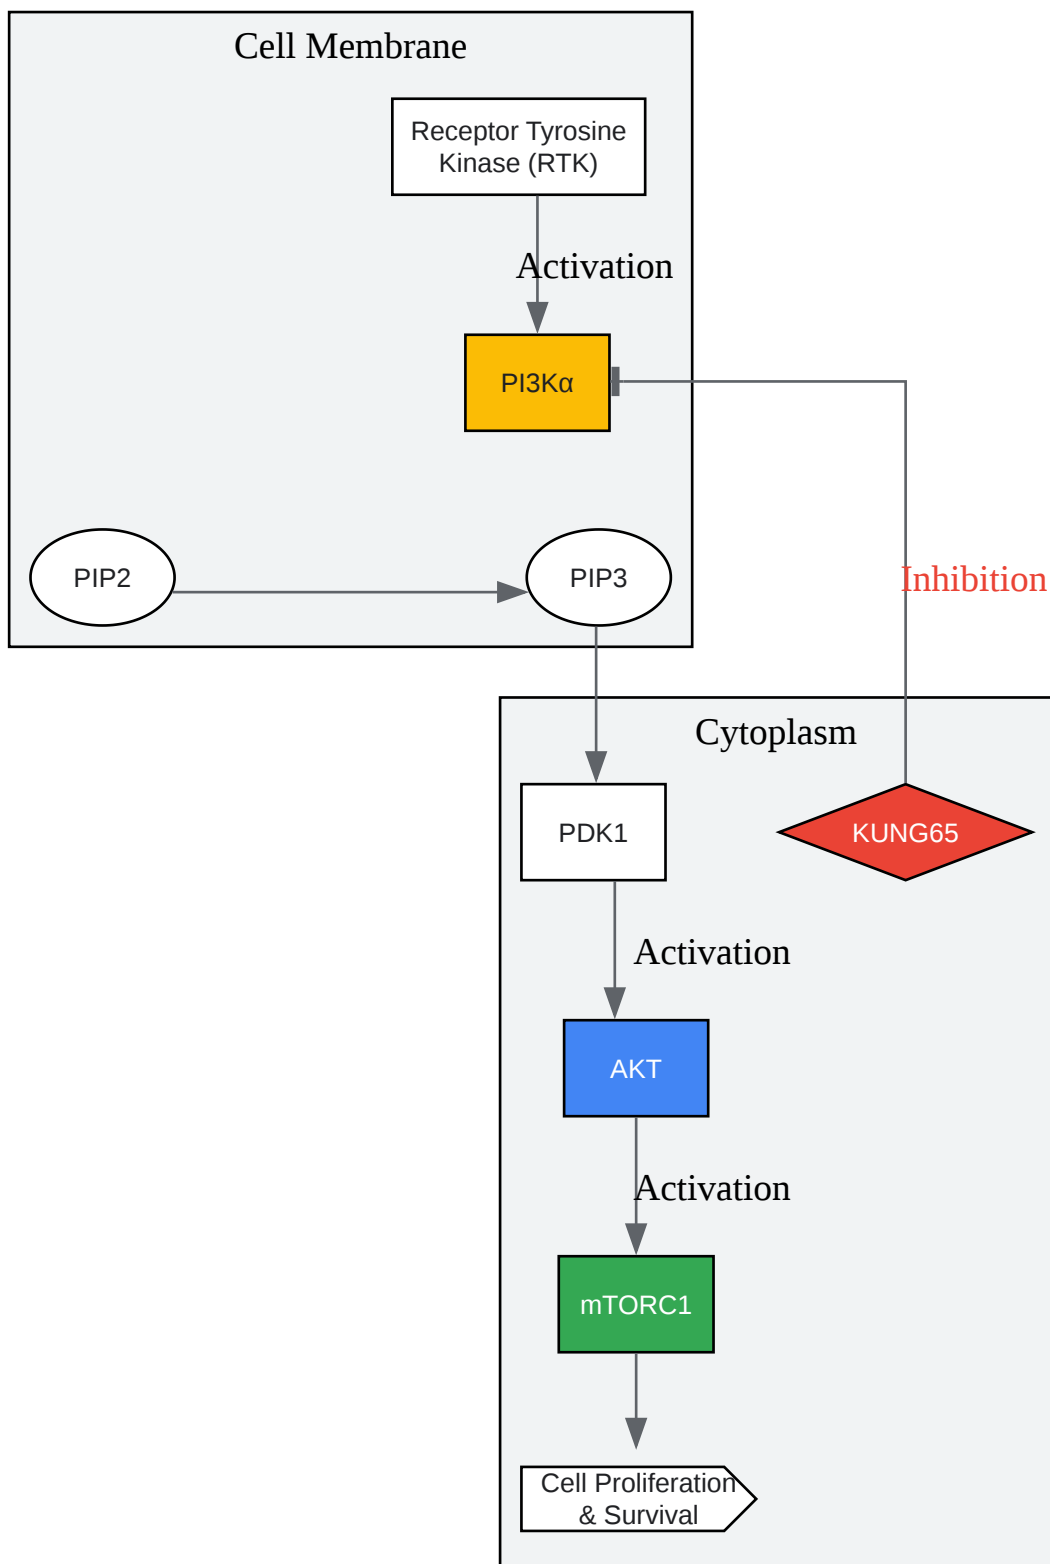 Cell Membrane
Receptor Tyrosine
Kinase (RTK)
Activation
PI3Kα
PIP2
PIP3
Inhibition
Cytoplasm
PDK1
KUNG65
Activation
AKT
Activation
mTORC1
Cell Proliferation
& Survival